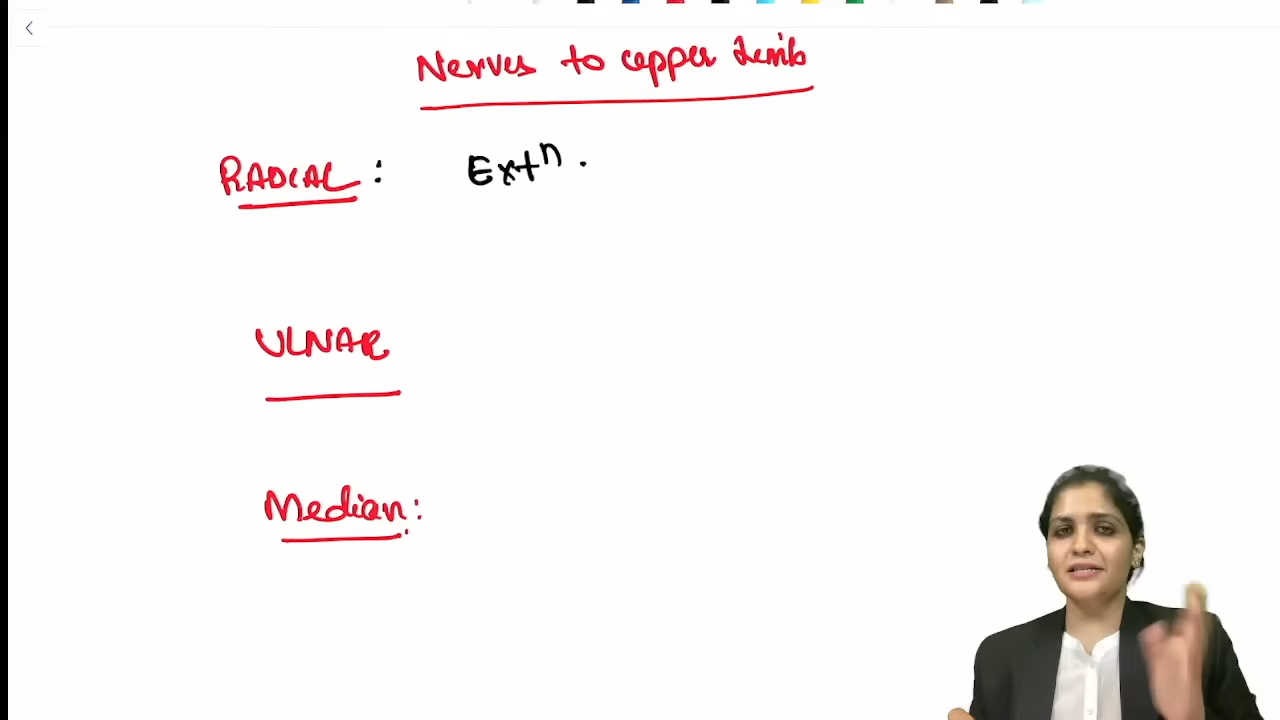 Nerves to upper limb
RADIAL : Extⁿ .
ULNAR
Median :